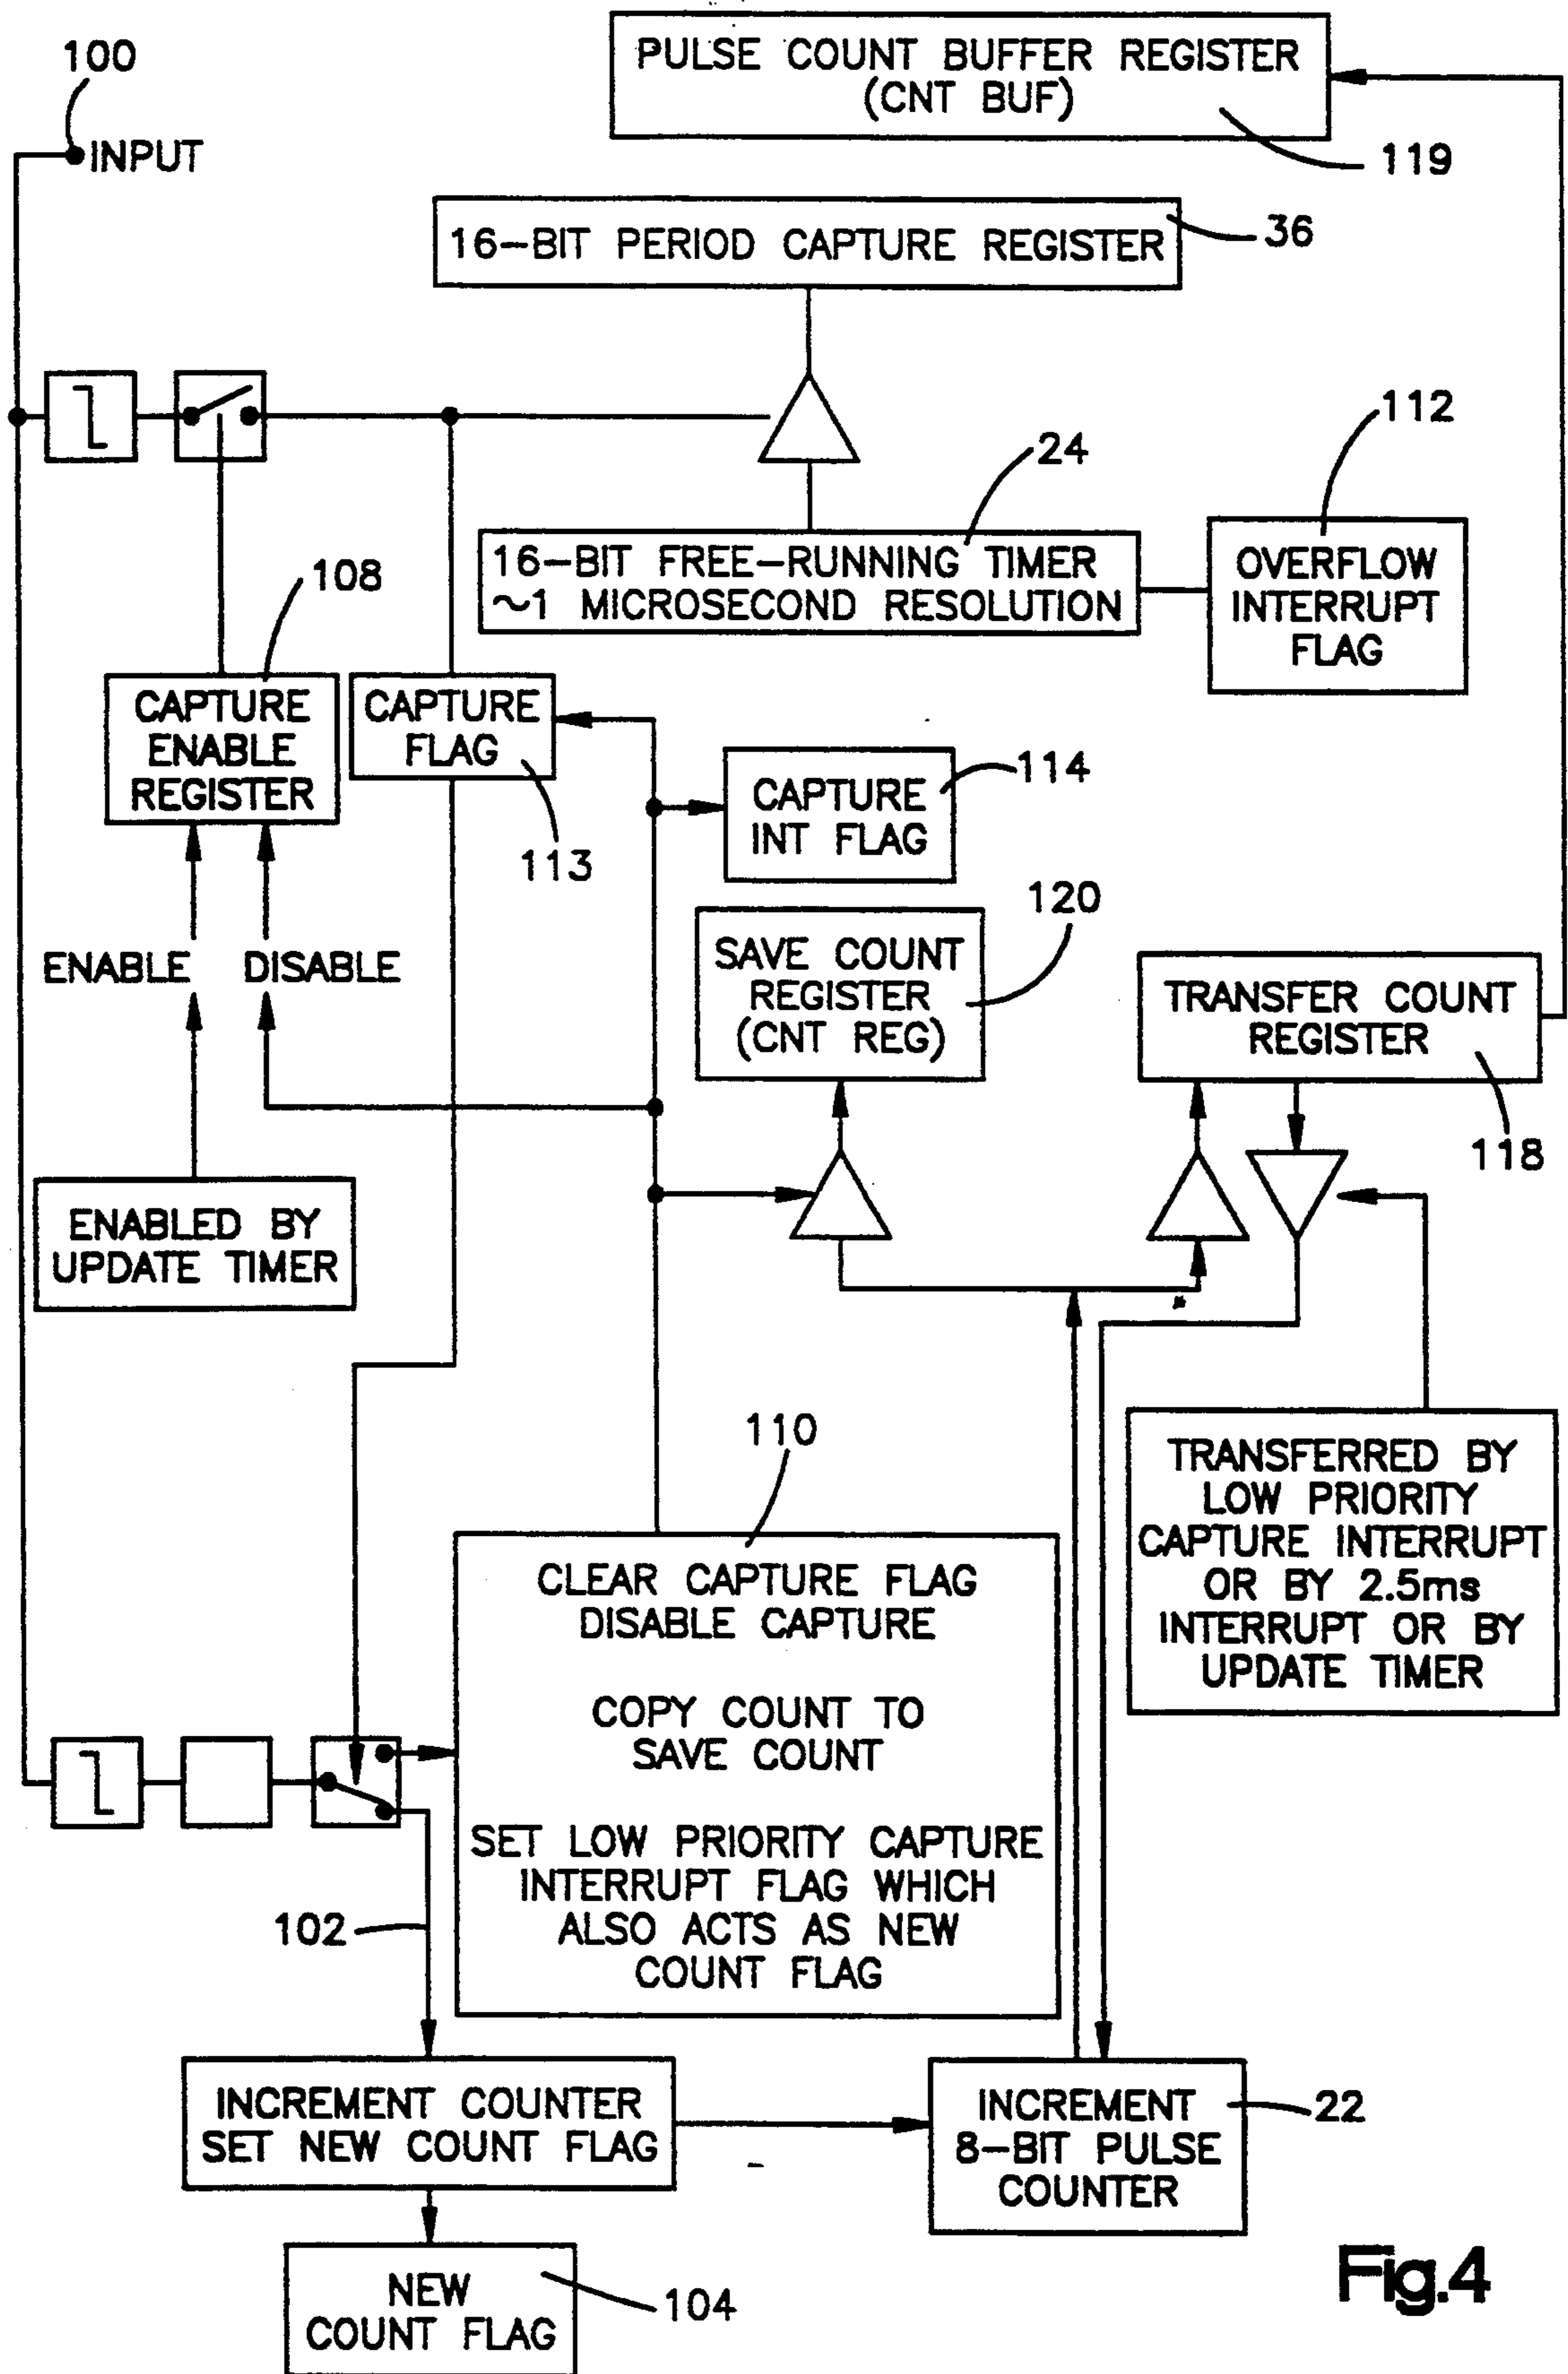 PULSE COUNT BUFFER REGISTER
(CNT BUF)
119
100
INPUT
16-BIT PERIOD CAPTURE REGISTER
36
112
24
16-BIT FREE-RUNNING TIMER
~1 MICROSECOND RESOLUTION
OVERFLOW
INTERRUPT
FLAG
108
CAPTURE
ENABLE
REGISTER
CAPTURE
FLAG
113
CAPTURE
INT FLAG
114
ENABLE
DISABLE
SAVE COUNT
REGISTER
(CNT REG)
120
TRANSFER COUNT
REGISTER
118
ENABLED BY
UPDATE TIMER
TRANSFERRED BY
LOW PRIORITY
CAPTURE INTERRUPT
OR BY 2.5ms
INTERRUPT OR BY
UPDATE TIMER
110
CLEAR CAPTURE FLAG
DISABLE CAPTURE
COPY COUNT TO
SAVE COUNT
SET LOW PRIORITY CAPTURE
INTERRUPT FLAG WHICH
ALSO ACTS AS NEW
COUNT FLAG
102
INCREMENT COUNTER
SET NEW COUNT FLAG
INCREMENT
8-BIT PULSE
COUNTER
22
NEW
COUNT FLAG
104
Fig.4